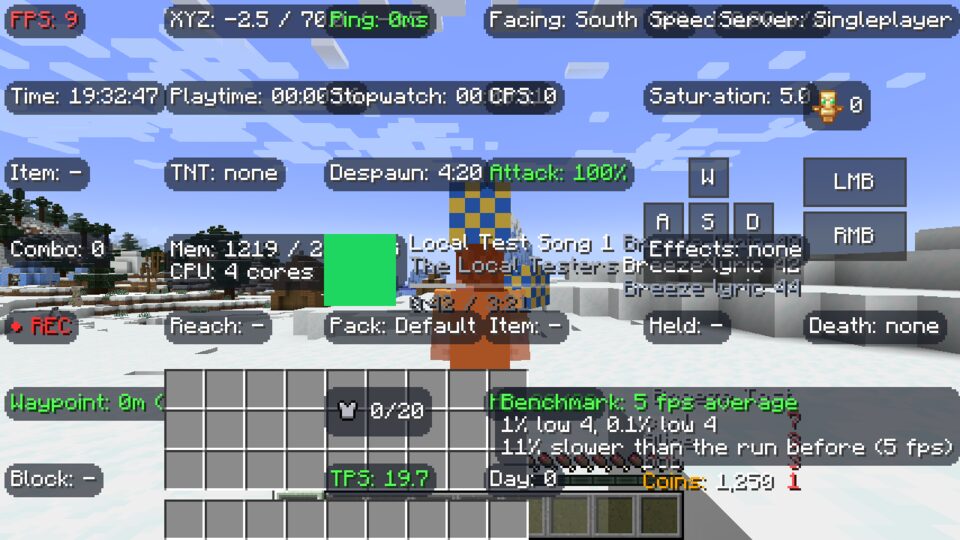 FPS: 9
XYZ: -2.5 / 70
Ping: 0ms
Facing: South
Speed
Server: Singleplayer
Time: 19:32:47
Playtime: 00:00
Stopwatch: 00
CPS:
0
Saturation: 5.0
0
Item: -
TNT: none
Despawn: 4:20
Attack: 100%
W
LMB
A S D
RMB
Combo: 0
Mem: 1219 / 2
CPU: 4 cores
Local Test Song 1
The Local Testers
0:42 / 3:21
Effects: none
Breeze lyric 42
Breeze lyric 44
REC
Reach: -
Pack: Default
Item: -
Held: -
Death: none
Waypoint: 0m (
0/20
Benchmark: 5 fps average
1% low 4, 0.1% low 4
11% slower than the run before (5 fps)
Block: -
TPS: 19.7
Day: 0
Coins: 1,250 1